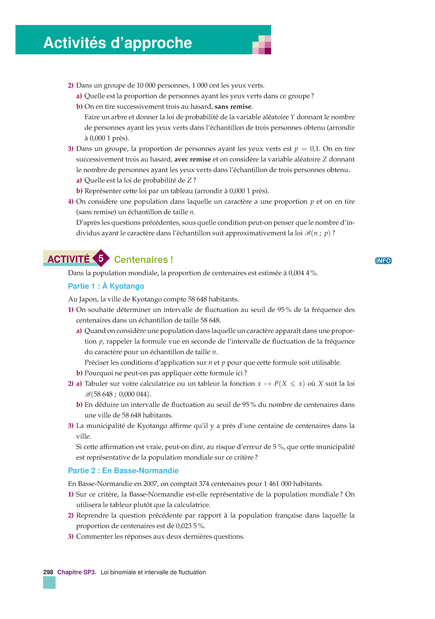 Activités d'approche
2) Dans un groupe de 10 000 personnes, 1 000 ont les yeux verts.
a) Quelle est la proportion de personnes ayant les yeux verts dans ce groupe ?
b) On en tire successivement trois au hasard, sans remise.
Faire un arbre et donner la loi de probabilité de la variable aléatoire Y donnant le nombre
de personnes ayant les yeux verts dans l'échantillon de trois personnes obtenu (arrondir
à 0,000 1 près).
3) Dans un groupe, la proportion de personnes ayant les yeux verts est p = 0,1. On en tire
successivement trois au hasard, avec remise et on considère la variable aléatoire Z donnant
le nombre de personnes ayant les yeux verts dans l'échantillon de trois personnes obtenu.
a) Quelle est la loi de probabilité de Z ?
b) Représenter cette loi par un tableau (arrondir à 0,000 1 près).
4) On considère une population dans laquelle un caractère a une proportion p et on en tire
(sans remise) un échantillon de taille n.
D'après les questions précédentes, sous quelle condition peut-on penser que le nombre d'in-
dividus ayant le caractère dans l'échantillon suit approximativement la loi ℬ(n ; p) ?
ACTIVITÉ 5 Centenaires !
INFO
Dans la population mondiale, la proportion de centenaires est estimée à 0,004 4 %.
Partie 1 : À Kyotango
Au Japon, la ville de Kyotango compte 58 648 habitants.
1) On souhaite déterminer un intervalle de fluctuation au seuil de 95 % de la fréquence des
centenaires dans un échantillon de taille 58 648.
a) Quand on considère une population dans laquelle un caractère apparaît dans une propor-
tion p, rappeler la formule vue en seconde de l'intervalle de fluctuation de la fréquence
du caractère pour un échantillon de taille n.
Préciser les conditions d'application sur n et p pour que cette formule soit utilisable.
b) Pourquoi ne peut-on pas appliquer cette formule ici ?
2) a) Tabuler sur votre calculatrice ou un tableur la fonction x ↦ P(X ⩽ x) où X suit la loi
ℬ(58 648 ; 0,000 044).
b) En déduire un intervalle de fluctuation au seuil de 95 % du nombre de centenaires dans
une ville de 58 648 habitants.
3) La municipalité de Kyotango affirme qu'il y a près d'une centaine de centenaires dans la
ville.
Si cette affirmation est vraie, peut-on dire, au risque d'erreur de 5 %, que cette municipalité
est représentative de la population mondiale sur ce critère ?
Partie 2 : En Basse-Normandie
En Basse-Normandie en 2007, on comptait 374 centenaires pour 1 461 000 habitants.
1) Sur ce critère, la Basse-Normandie est-elle représentative de la population mondiale ? On
utilisera le tableur plutôt que la calculatrice.
2) Reprendre la question précédente par rapport à la population française dans laquelle la
proportion de centenaires est de 0,023 5 %.
3) Commenter les réponses aux deux dernières questions.
298 Chapitre SP3. Loi binomiale et intervalle de fluctuation